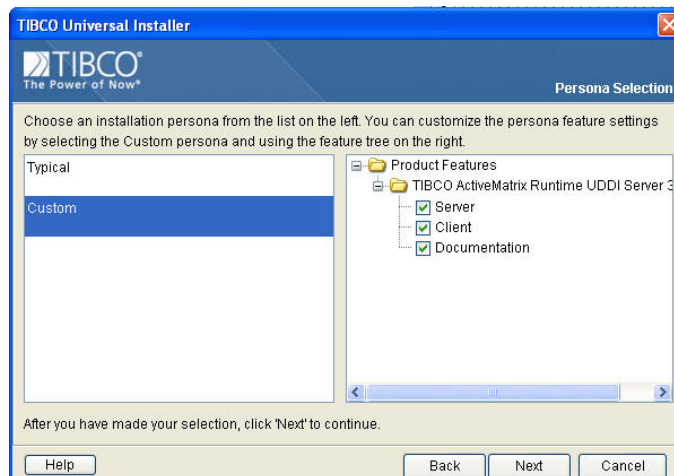 TIBCO Universal Installer
TIBCO®
The Power of Now®
Persona Selection
Choose an installation persona from the list on the left. You can customize the persona feature settings
by selecting the Custom persona and using the feature tree on the right.
Typical
Custom
Product Features
TIBCO ActiveMatrix Runtime UDDI Server 3
Server
Client
Documentation
After you have made your selection, click 'Next' to continue.
Help
Back
Next
Cancel